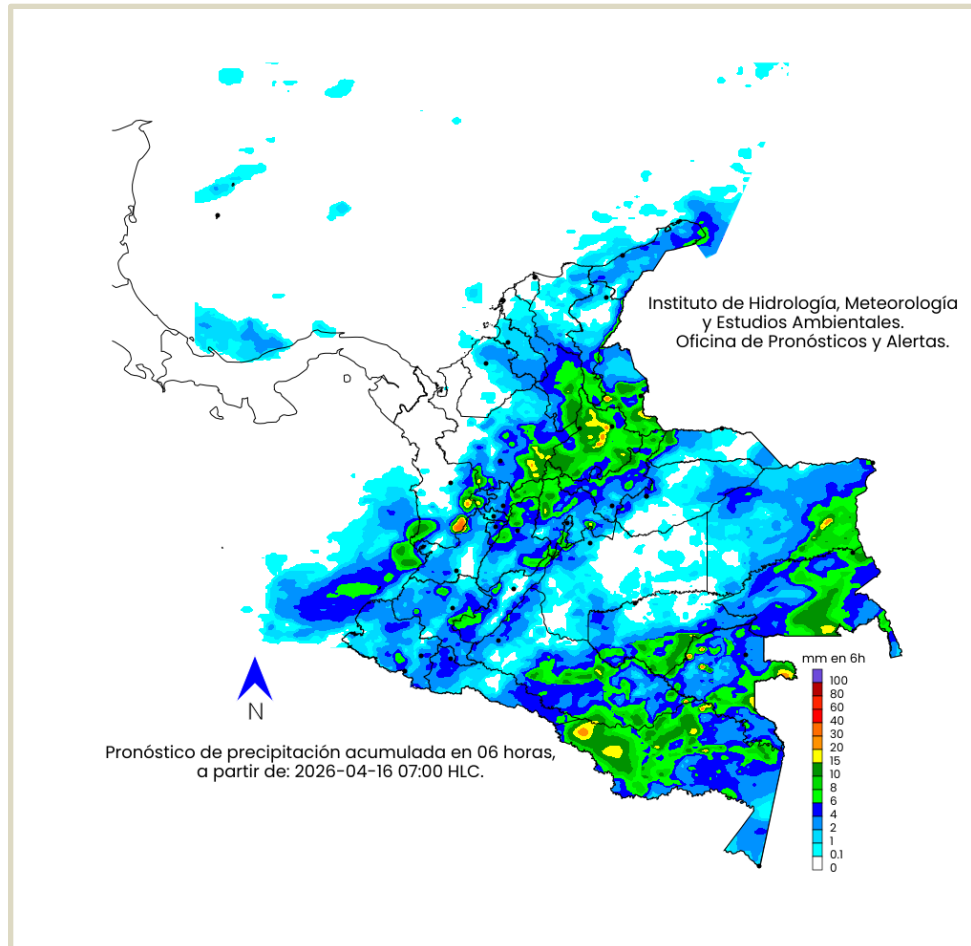 Instituto de Hidrología, Meteorología
y Estudios Ambientales.
Oficina de Pronósticos y Alertas.
mm en 6h
100
80
60
40
30
20
15
10
8
6
4
2
1
0.1
0
N
Pronóstico de precipitación acumulada en 06 horas,
a partir de: 2026-04-16 07:00 HLC.